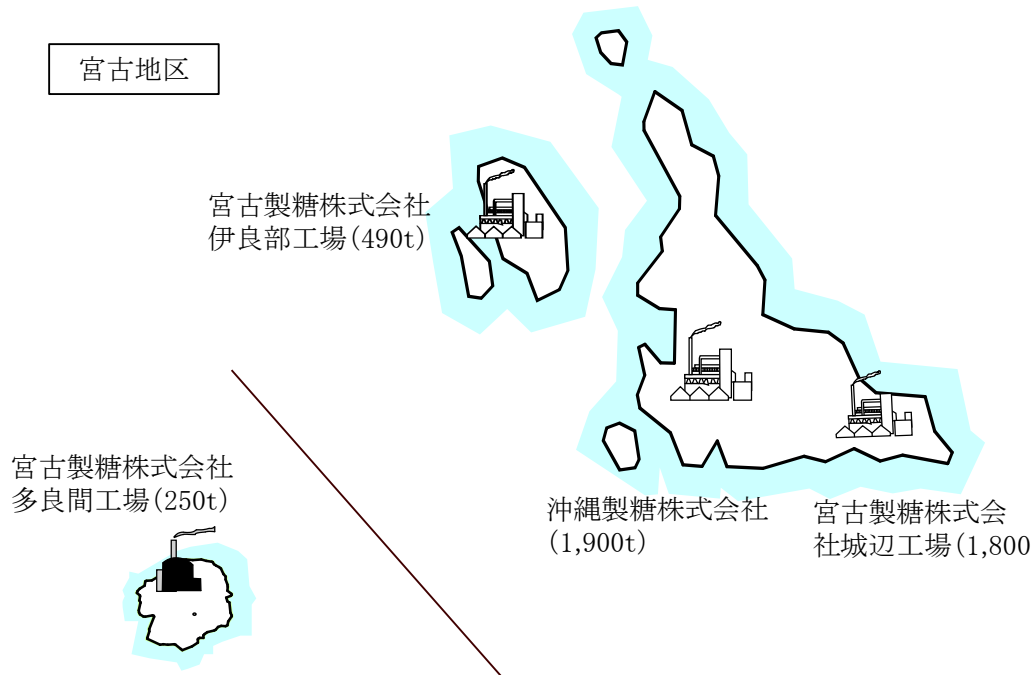 宮古地区
宮古製糖株式会社
伊良部工場(490t)
宮古製糖株式会社
多良間工場(250t)
沖縄製糖株式会社
(1,900t)
宮古製糖株式会
社城辺工場(1,800